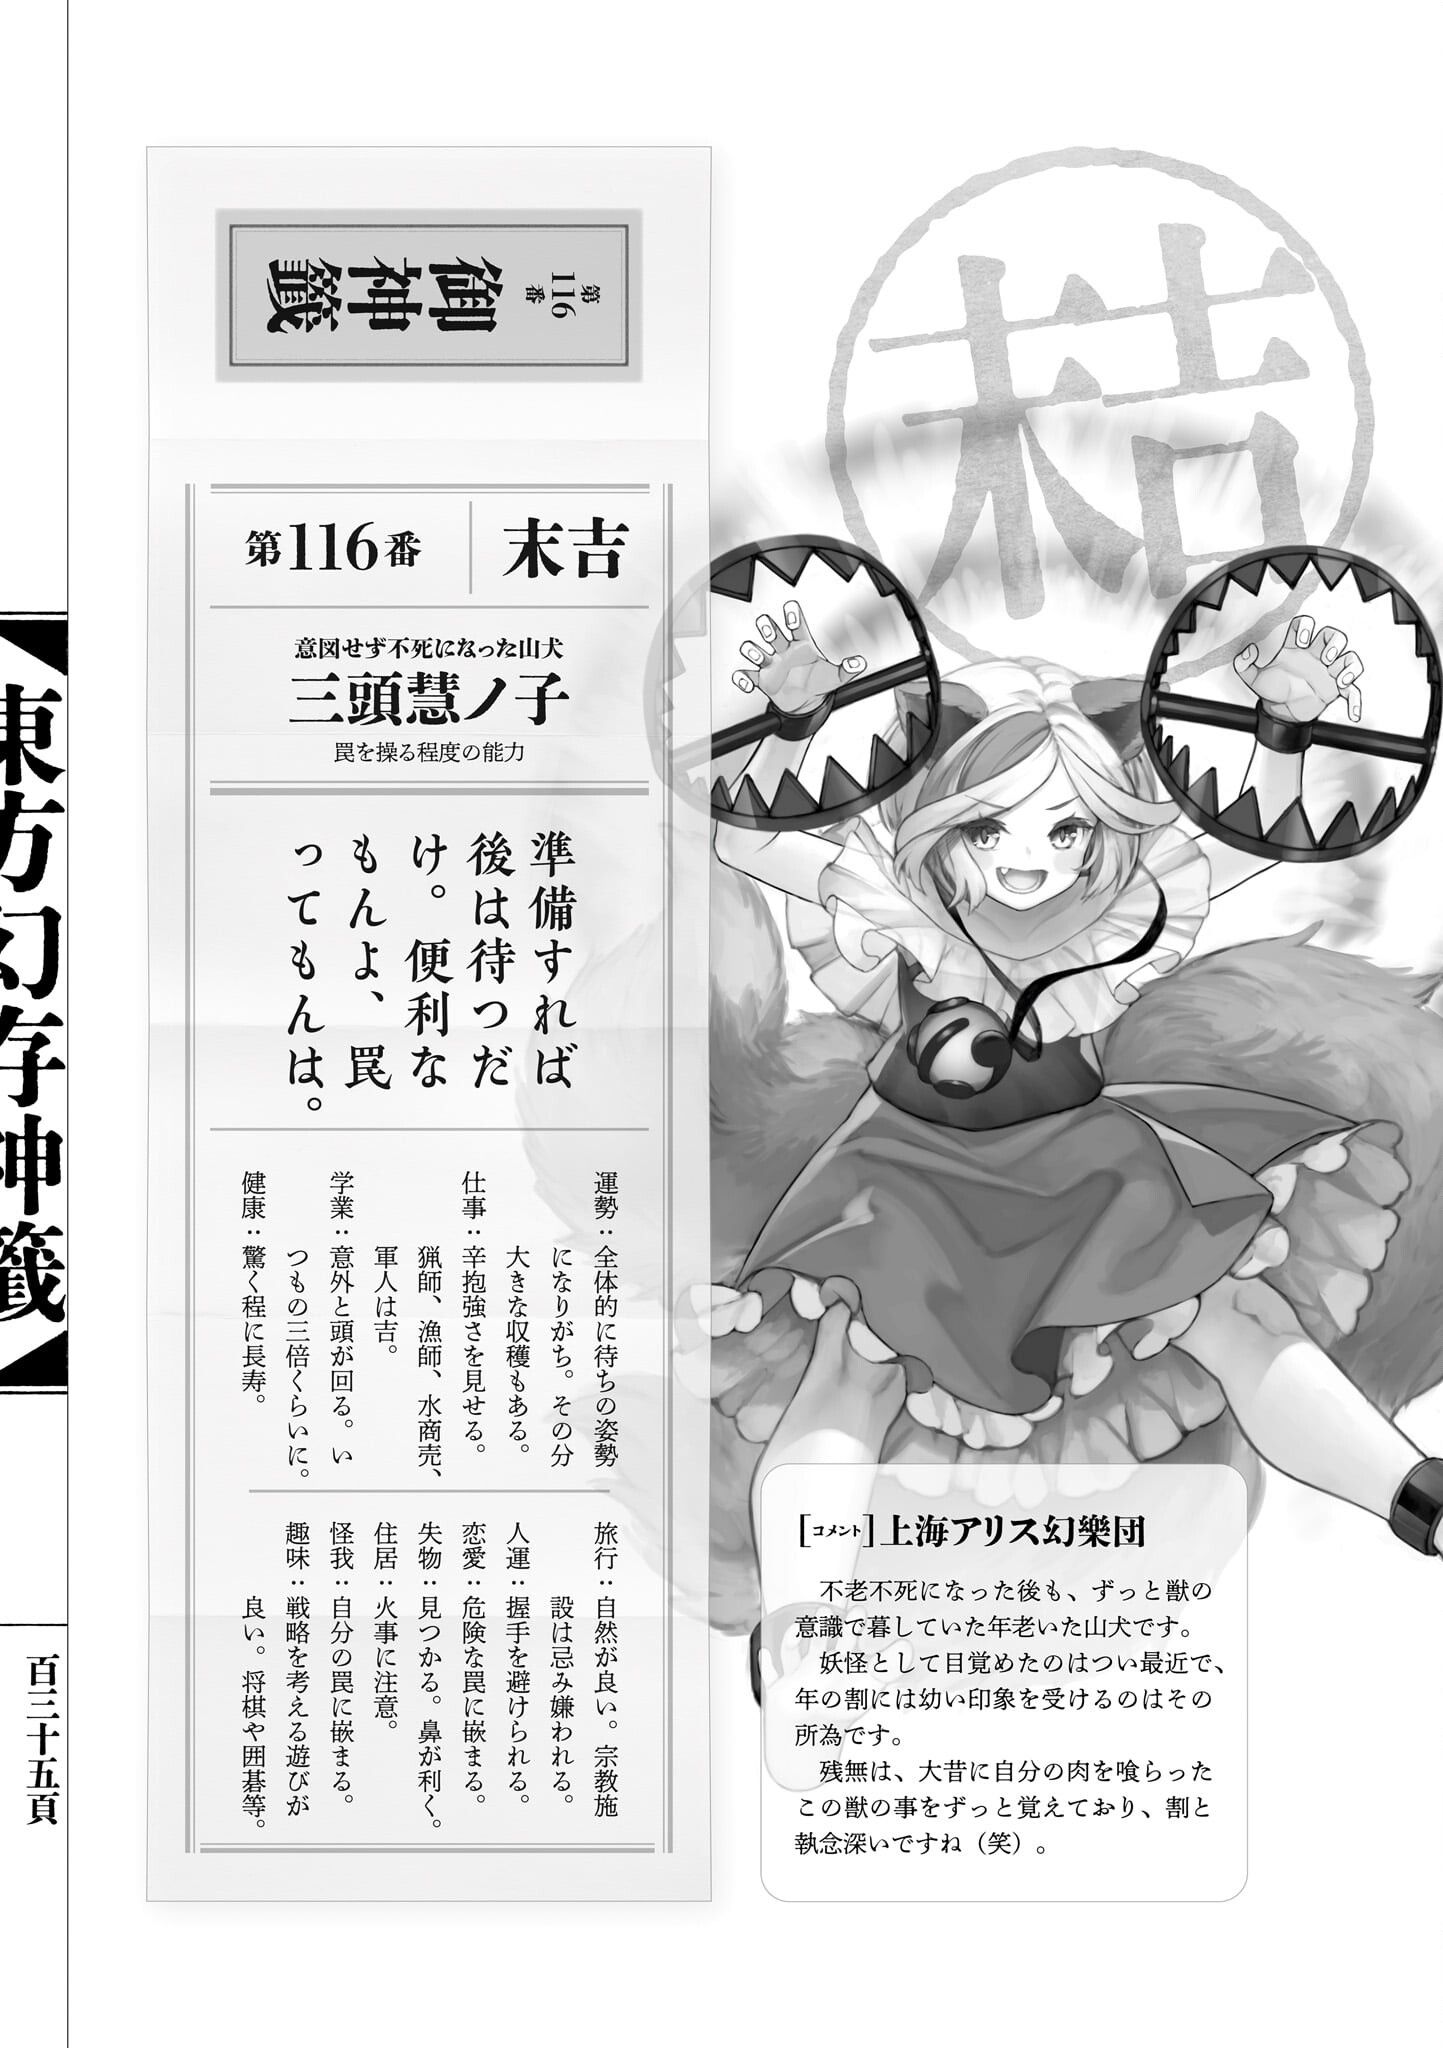 東方幻存神籤
百三十五頁
御神籤
第116番
末吉
第116番
末吉
意図せず不死になった山犬
三頭慧ノ子
罠を操る程度の能力
準備すれば
後は待つだ
け。便利な
もんよ、罠
ってもんは。
運勢：全体的に待ちの姿勢
になりがち。その分
大きな収穫もある。
仕事：辛抱強さを見せる。
猟師、漁師、水商売、
軍人は吉。
学業：意外と頭が回る。い
つもの三倍くらいに。
健康：驚く程に長寿。
旅行：自然が良い。宗教施
設は忌み嫌われる。
人運：握手を避けられる。
恋愛：危険な罠に嵌まる。
失物：見つかる。鼻が利く。
住居：火事に注意。
怪我：自分の罠に嵌まる。
趣味：戦略を考える遊びが
良い。将棋や囲碁等。
［コメント］上海アリス幻樂団
不老不死になった後も、ずっと獣の
意識で暮していた年老いた山犬です。
妖怪として目覚めたのはつい最近で、
年の割には幼い印象を受けるのはその
所為です。
残無は、大昔に自分の肉を喰らった
この獣の事をずっと覚えており、割と
執念深いですね（笑）。